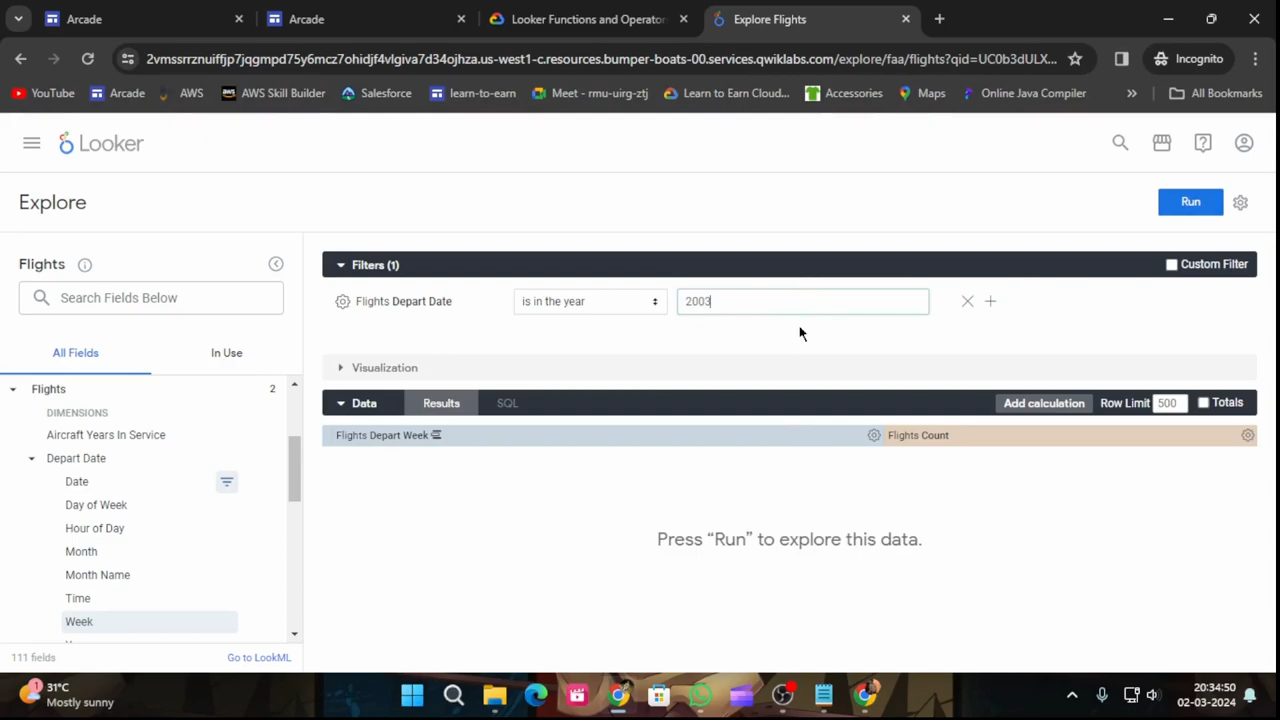 Arcade
Arcade
Looker Functions and Operator
Explore Flights
2vmssrrznuiffjp7jqgmpd75y6mcz7ohidjf4vlgiva7d34ojhza.us-west1-c.resources.bumper-boats-00.services.qwiklabs.com/explore/faa/flights?qid=UC0b3dULX...
Incognito
YouTube
Arcade
AWS
AWS Skill Builder
Salesforce
learn-to-earn
Meet - rmu-uirg-ztj
Learn to Earn Cloud...
Accessories
Maps
Online Java Compiler
All Bookmarks
Looker
Explore
Run
Flights
Search Fields Below
All Fields
In Use
Flights 2
DIMENSIONS
Aircraft Years In Service
Depart Date
Date
Day of Week
Hour of Day
Month
Month Name
Time
Week
111 fields
Go to LookML
Filters (1)
Custom Filter
Flights Depart Date
is in the year
2003
Visualization
Data
Results
SQL
Add calculation
Row Limit 500
Totals
Flights Depart Week
Flights Count
Press “Run” to explore this data.
1
31°C
Mostly sunny
20:34:50
02-03-2024